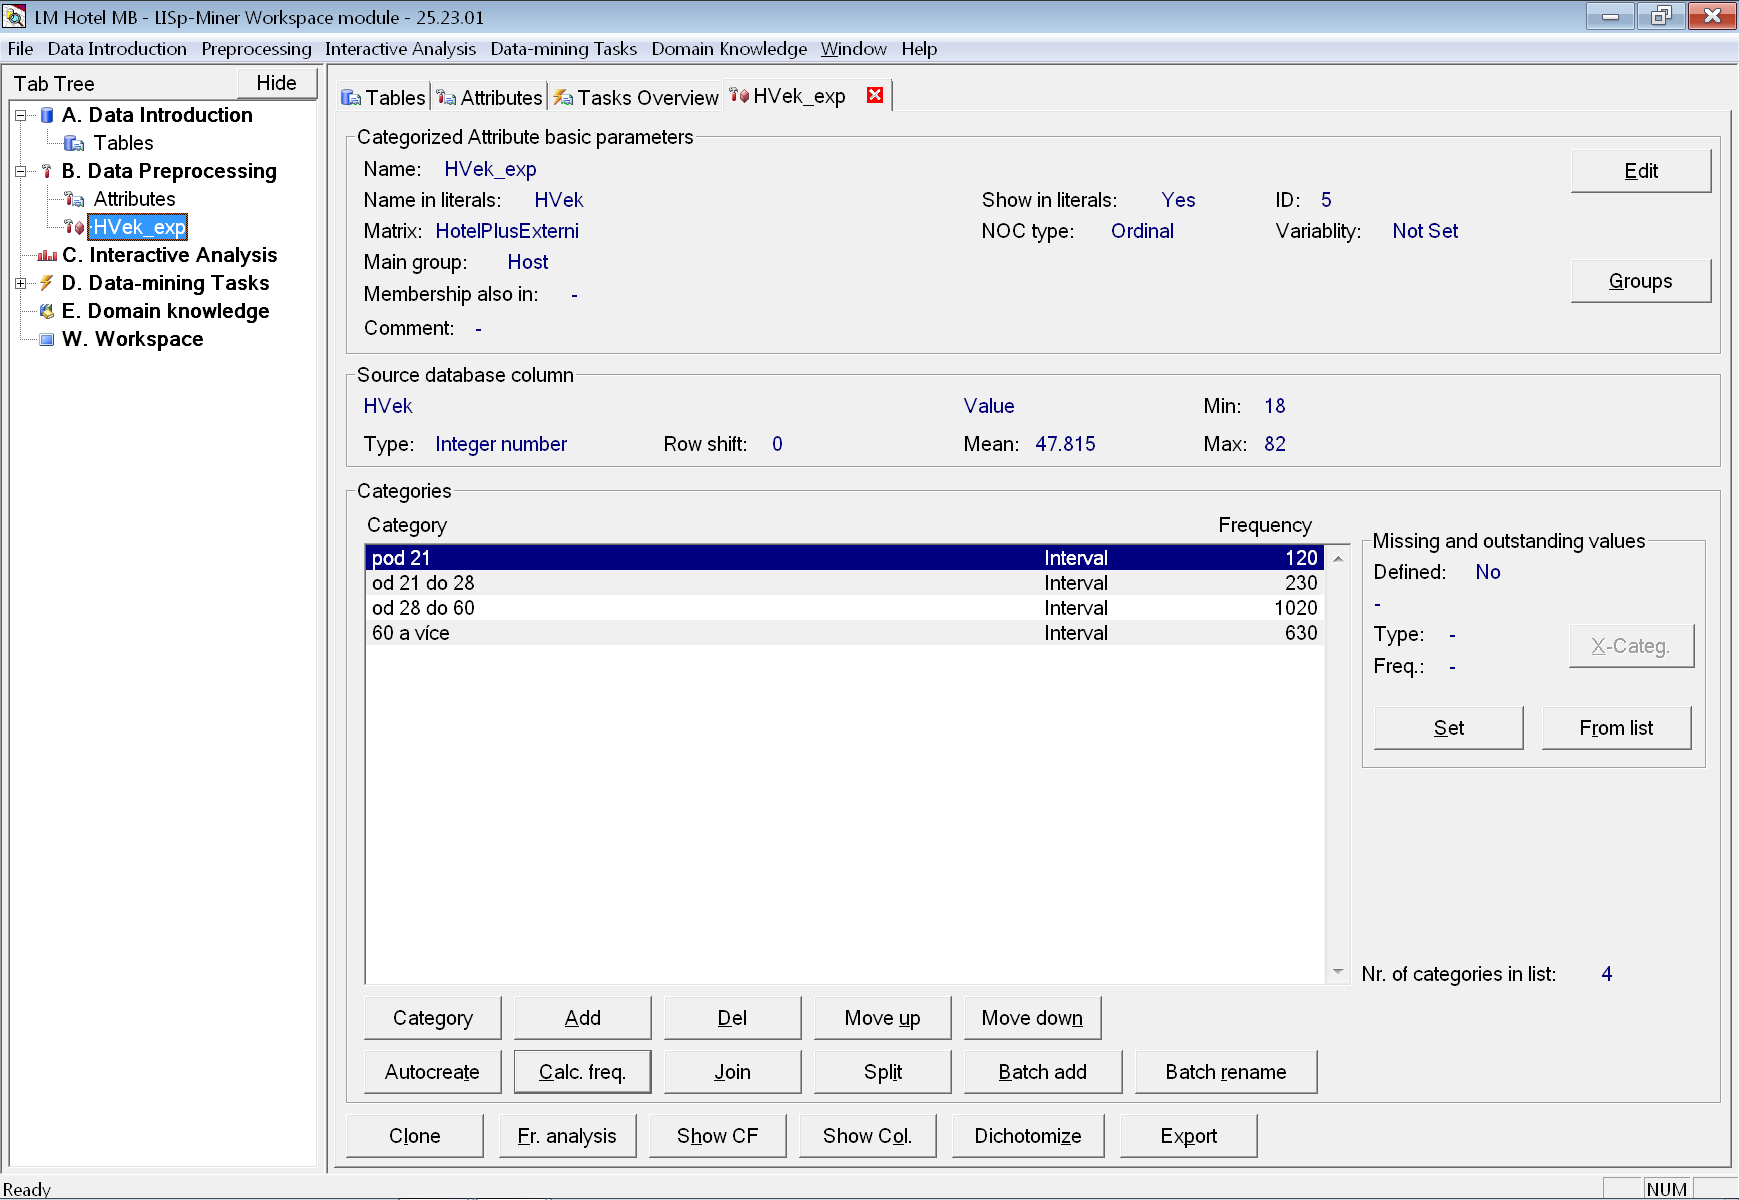 LM Hotel MB - LISp-Miner Workspace module - 25.23.01
File Data Introduction Preprocessing Interactive Analysis Data-mining Tasks Domain Knowledge Window Help
Tab Tree Hide
A. Data Introduction
Tables
B. Data Preprocessing
Attributes
HVek_exp
C. Interactive Analysis
D. Data-mining Tasks
E. Domain knowledge
W. Workspace
Tables Attributes Tasks Overview HVek_exp
Categorized Attribute basic parameters
Name: HVek_exp
Edit
Name in literals: HVek Show in literals: Yes ID: 5
Matrix: HotelPlusExterni NOC type: Ordinal Variablity: Not Set
Main group: Host
Groups
Membership also in: -
Comment: -
Source database column
HVek Value Min: 18
Type: Integer number Row shift: 0 Mean: 47.815 Max: 82
Categories
Category Frequency
pod 21 Interval 120
od 21 do 28 Interval 230
od 28 do 60 Interval 1020
60 a více Interval 630
Missing and outstanding values
Defined: No
-
Type: -
X-Categ.
Freq.: -
Set From list
Nr. of categories in list: 4
Category Add Del Move up Move down
Autocreate Calc. freq. Join Split Batch add Batch rename
Clone Fr. analysis Show CF Show Col. Dichotomize Export
Ready NUM